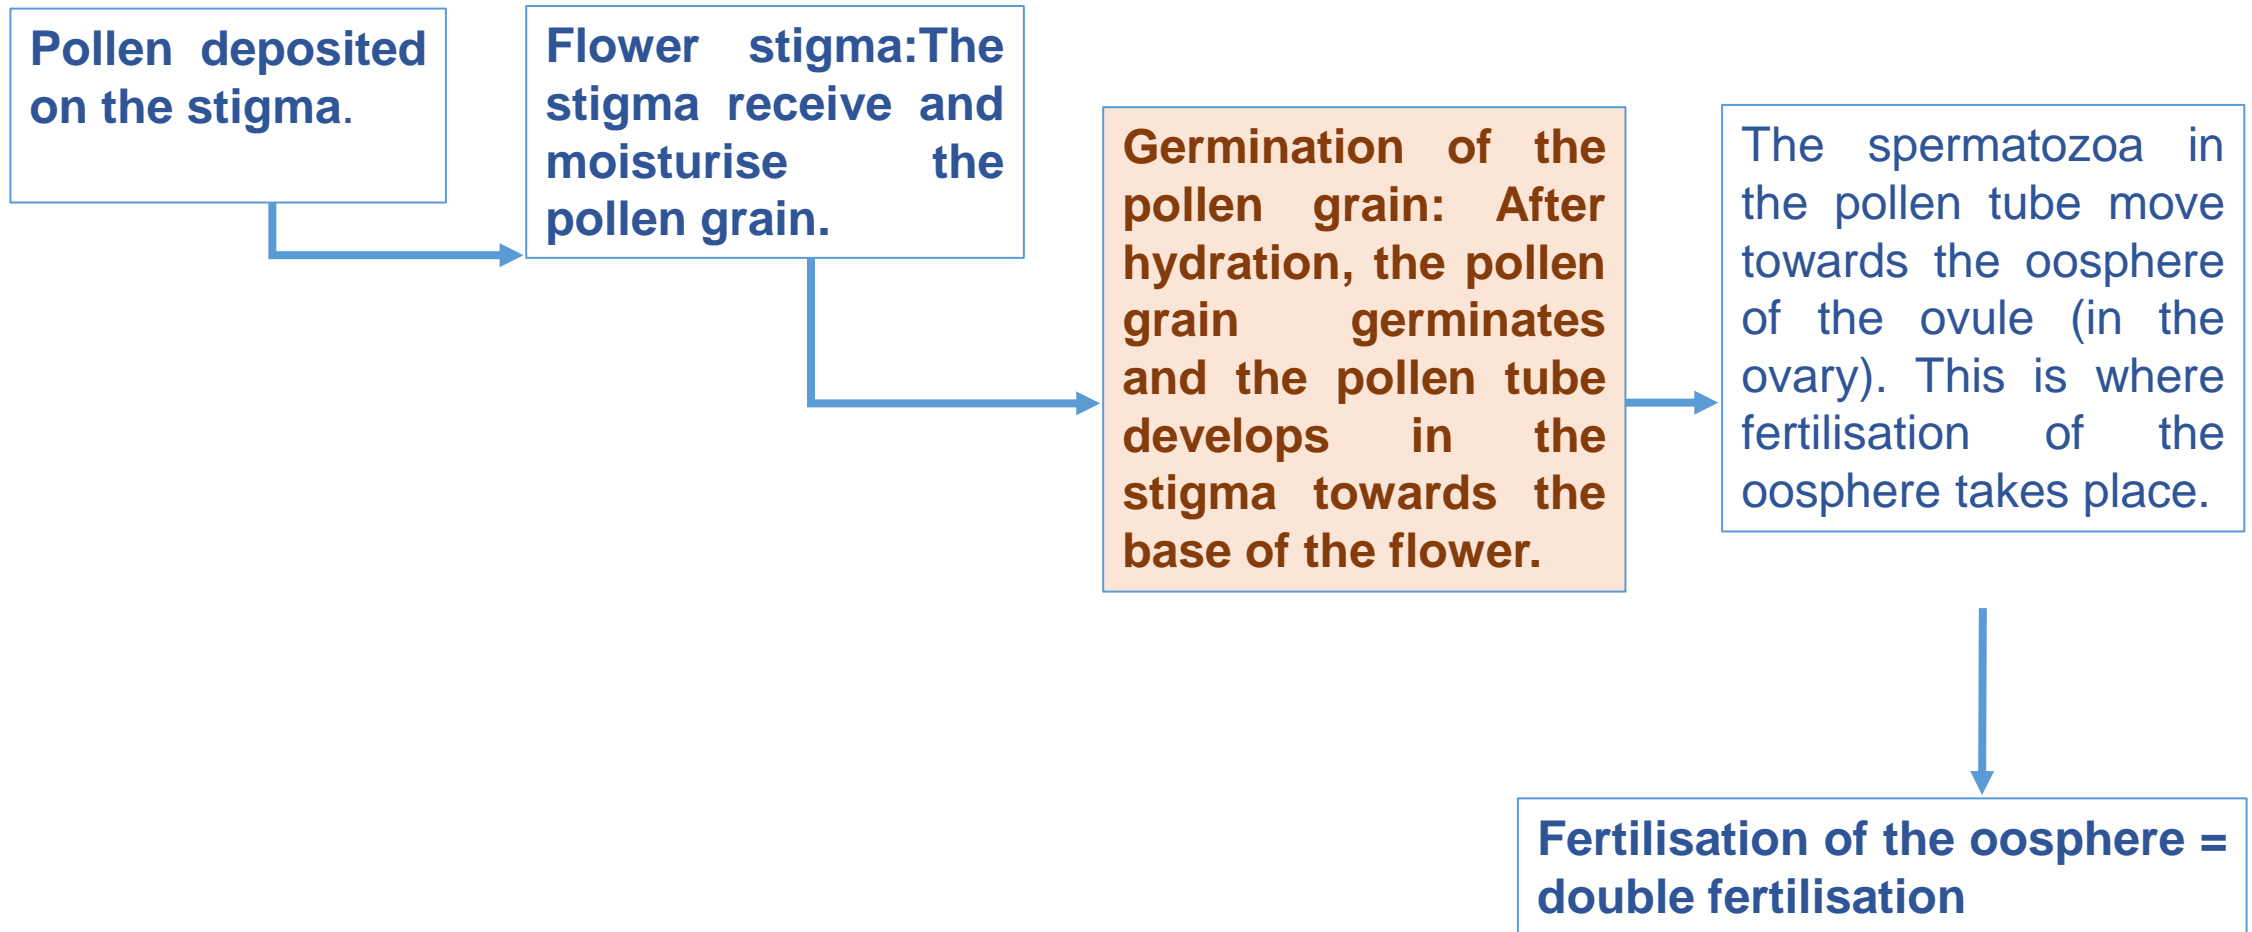 Pollen deposited
on the stigma.
Flower stigma:The
stigma receive and
moisturise the
pollen grain.
Germination of the
pollen grain: After
hydration, the pollen
grain germinates
and the pollen tube
develops in the
stigma towards the
base of the flower.
The spermatozoa in
the pollen tube move
towards the oosphere
of the ovule (in the
ovary). This is where
fertilisation of the
oosphere takes place.
Fertilisation of the oosphere =
double fertilisation